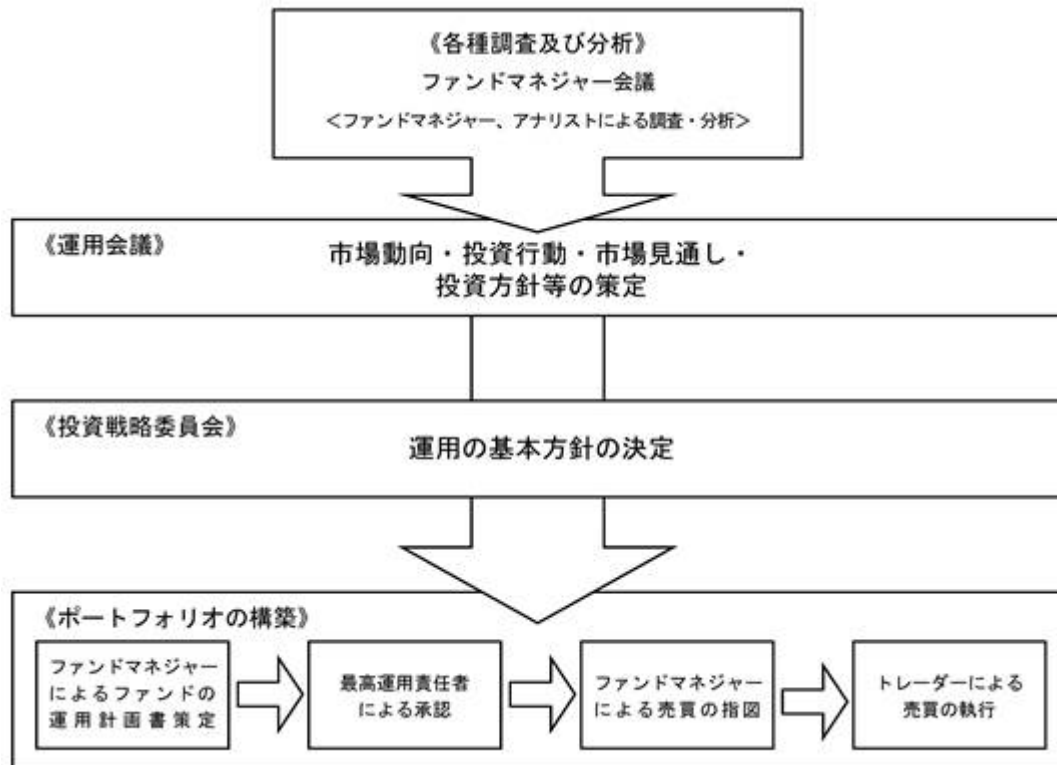 《各種調査及び分析》
ファンドマネジャー会議
＜ファンドマネジャー、アナリストによる調査・分析＞
《運用会議》
市場動向・投資行動・市場見通し・
投資方針等の策定
《投資戦略委員会》
運用の基本方針の決定
《ポートフォリオの構築》
ファンドマネジャー
によるファンドの
運用計画書策定
最高運用責任者
による承認
ファンドマネジャー
による売買の指図
トレーダーによる
売買の執行